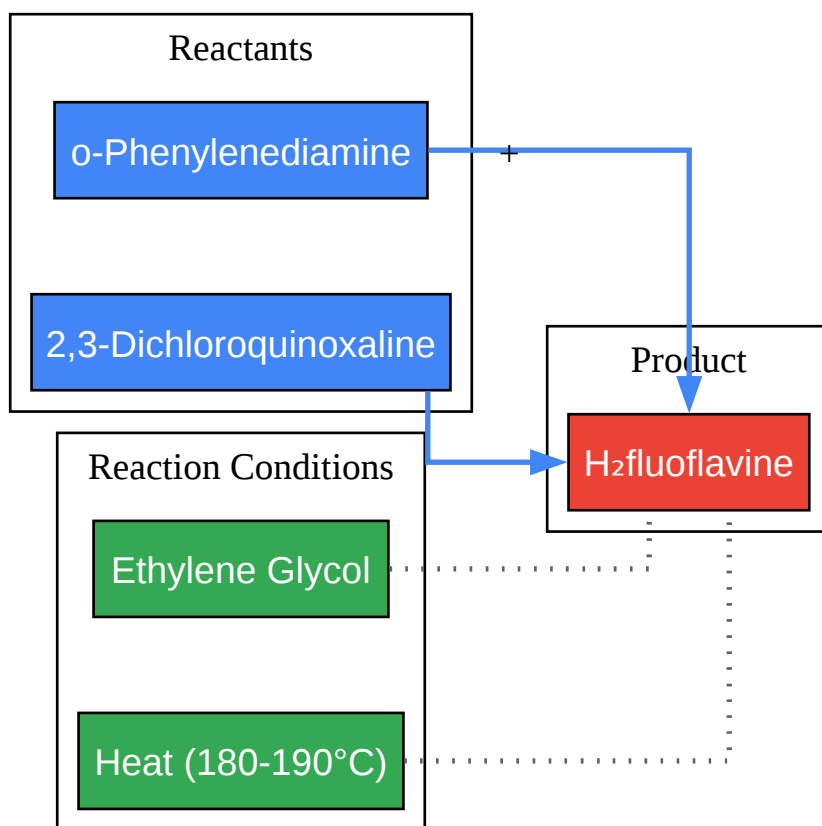 Reactants
o-Phenylenediamine
+
2,3-Dichloroquinoxaline
Product
H₂fluoflavine
Reaction Conditions
Ethylene Glycol
Heat (180-190°C)